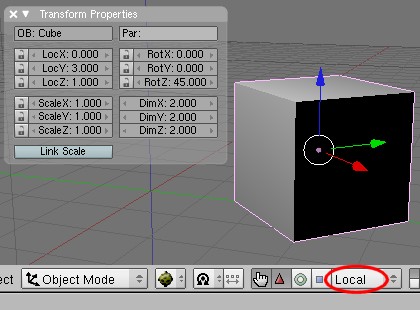 Transform Properties
OB: Cube Par:
LocX: 0.000 RotX: 0.000
LocY: 3.000 RotY: 0.000
LocZ: 1.000 RotZ: 45.000
ScaleX: 1.000 DimX: 2.000
ScaleY: 1.000 DimY: 2.000
ScaleZ: 1.000 DimZ: 2.000
Link Scale
ect Object Mode Local